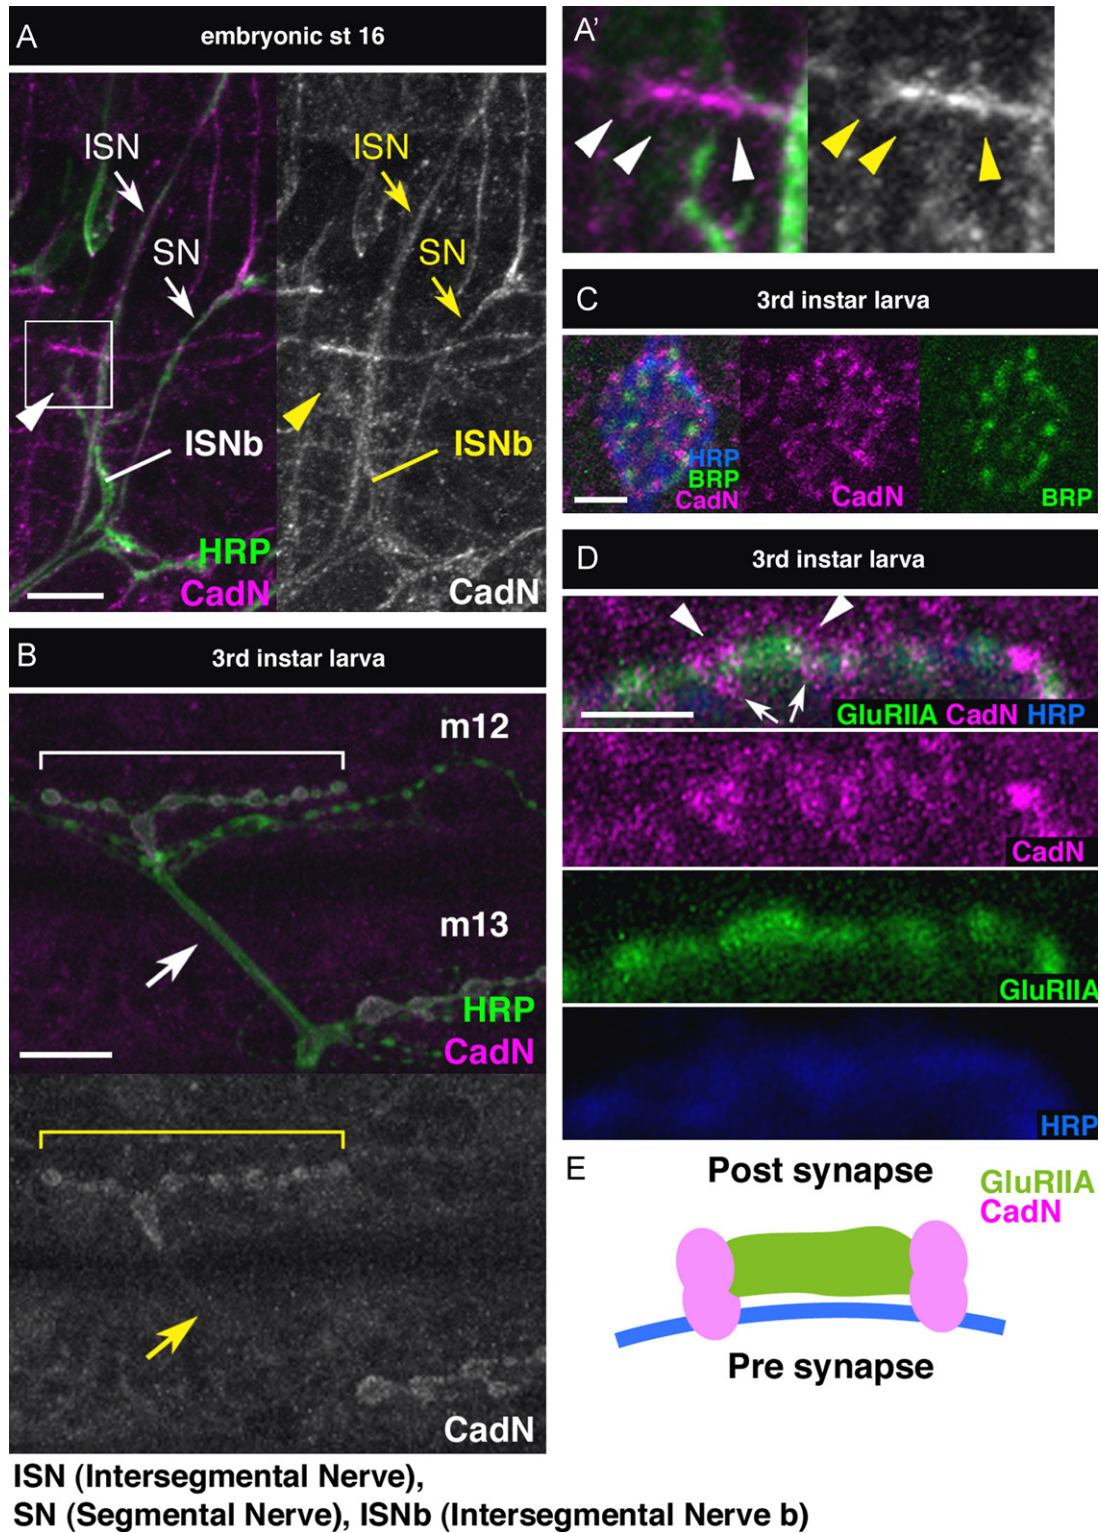 A
embryonic st 16
ISN
SN
ISNb
HRP
CadN
ISN
SN
ISNb
CadN
A'
B
3rd instar larva
m12
m13
HRP
CadN
CadN
C
3rd instar larva
HRP
BRP
CadN
CadN
BRP
D
3rd instar larva
GluRIIA CadN HRP
CadN
GluRIIA
HRP
E
Post synapse
GluRIIA
CadN
Pre synapse
ISN (Intersegmental Nerve),
SN (Segmental Nerve), ISNb (Intersegmental Nerve b)